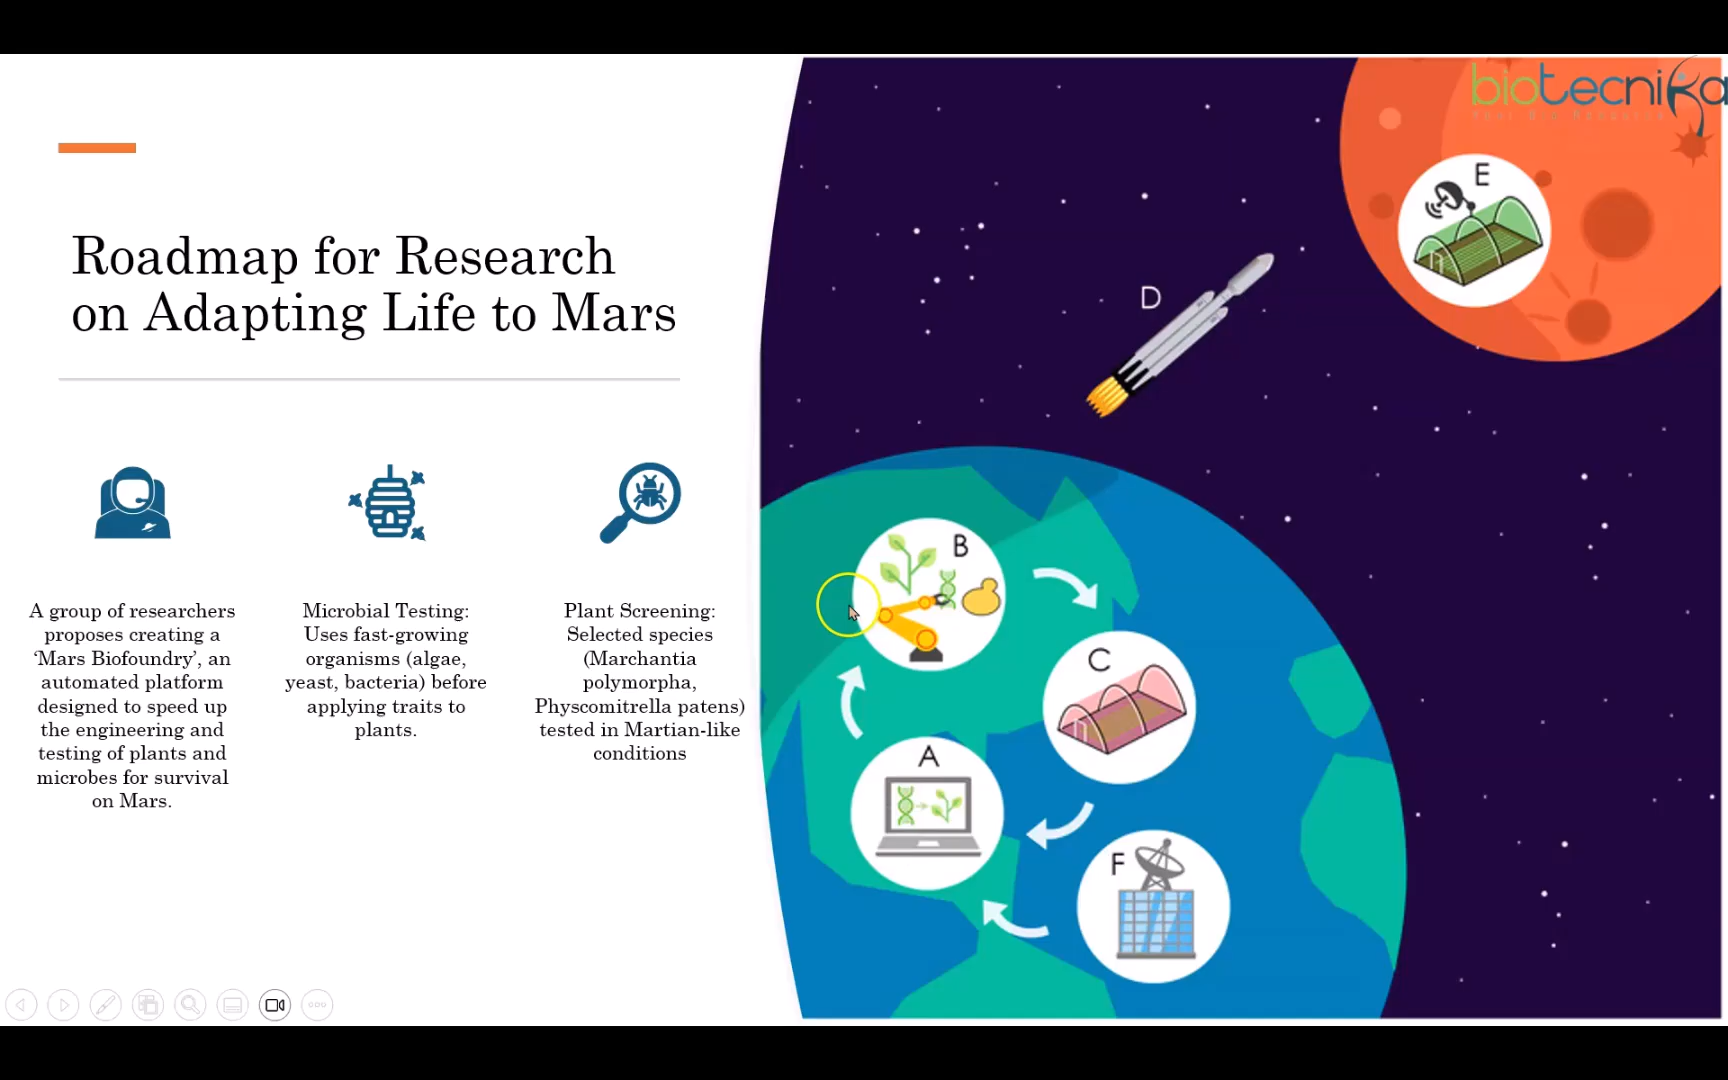 biotecnika
Roadmap for Research
on Adapting Life to Mars
A group of researchers
proposes creating a
‘Mars Biofoundry’, an
automated platform
designed to speed up
the engineering and
testing of plants and
microbes for survival
on Mars.
Microbial Testing:
Uses fast-growing
organisms (algae,
yeast, bacteria) before
applying traits to
plants.
Plant Screening:
Selected species
(Marchantia
polymorpha,
Physcomitrella patens)
tested in Martian-like
conditions
E
D
B
C
A
F